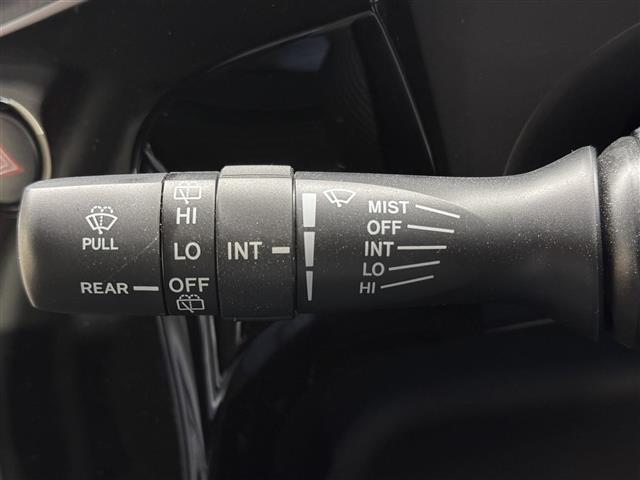 PULL
REAR
HI
LO
OFF
INT
MIST
OFF
INT
LO
HI